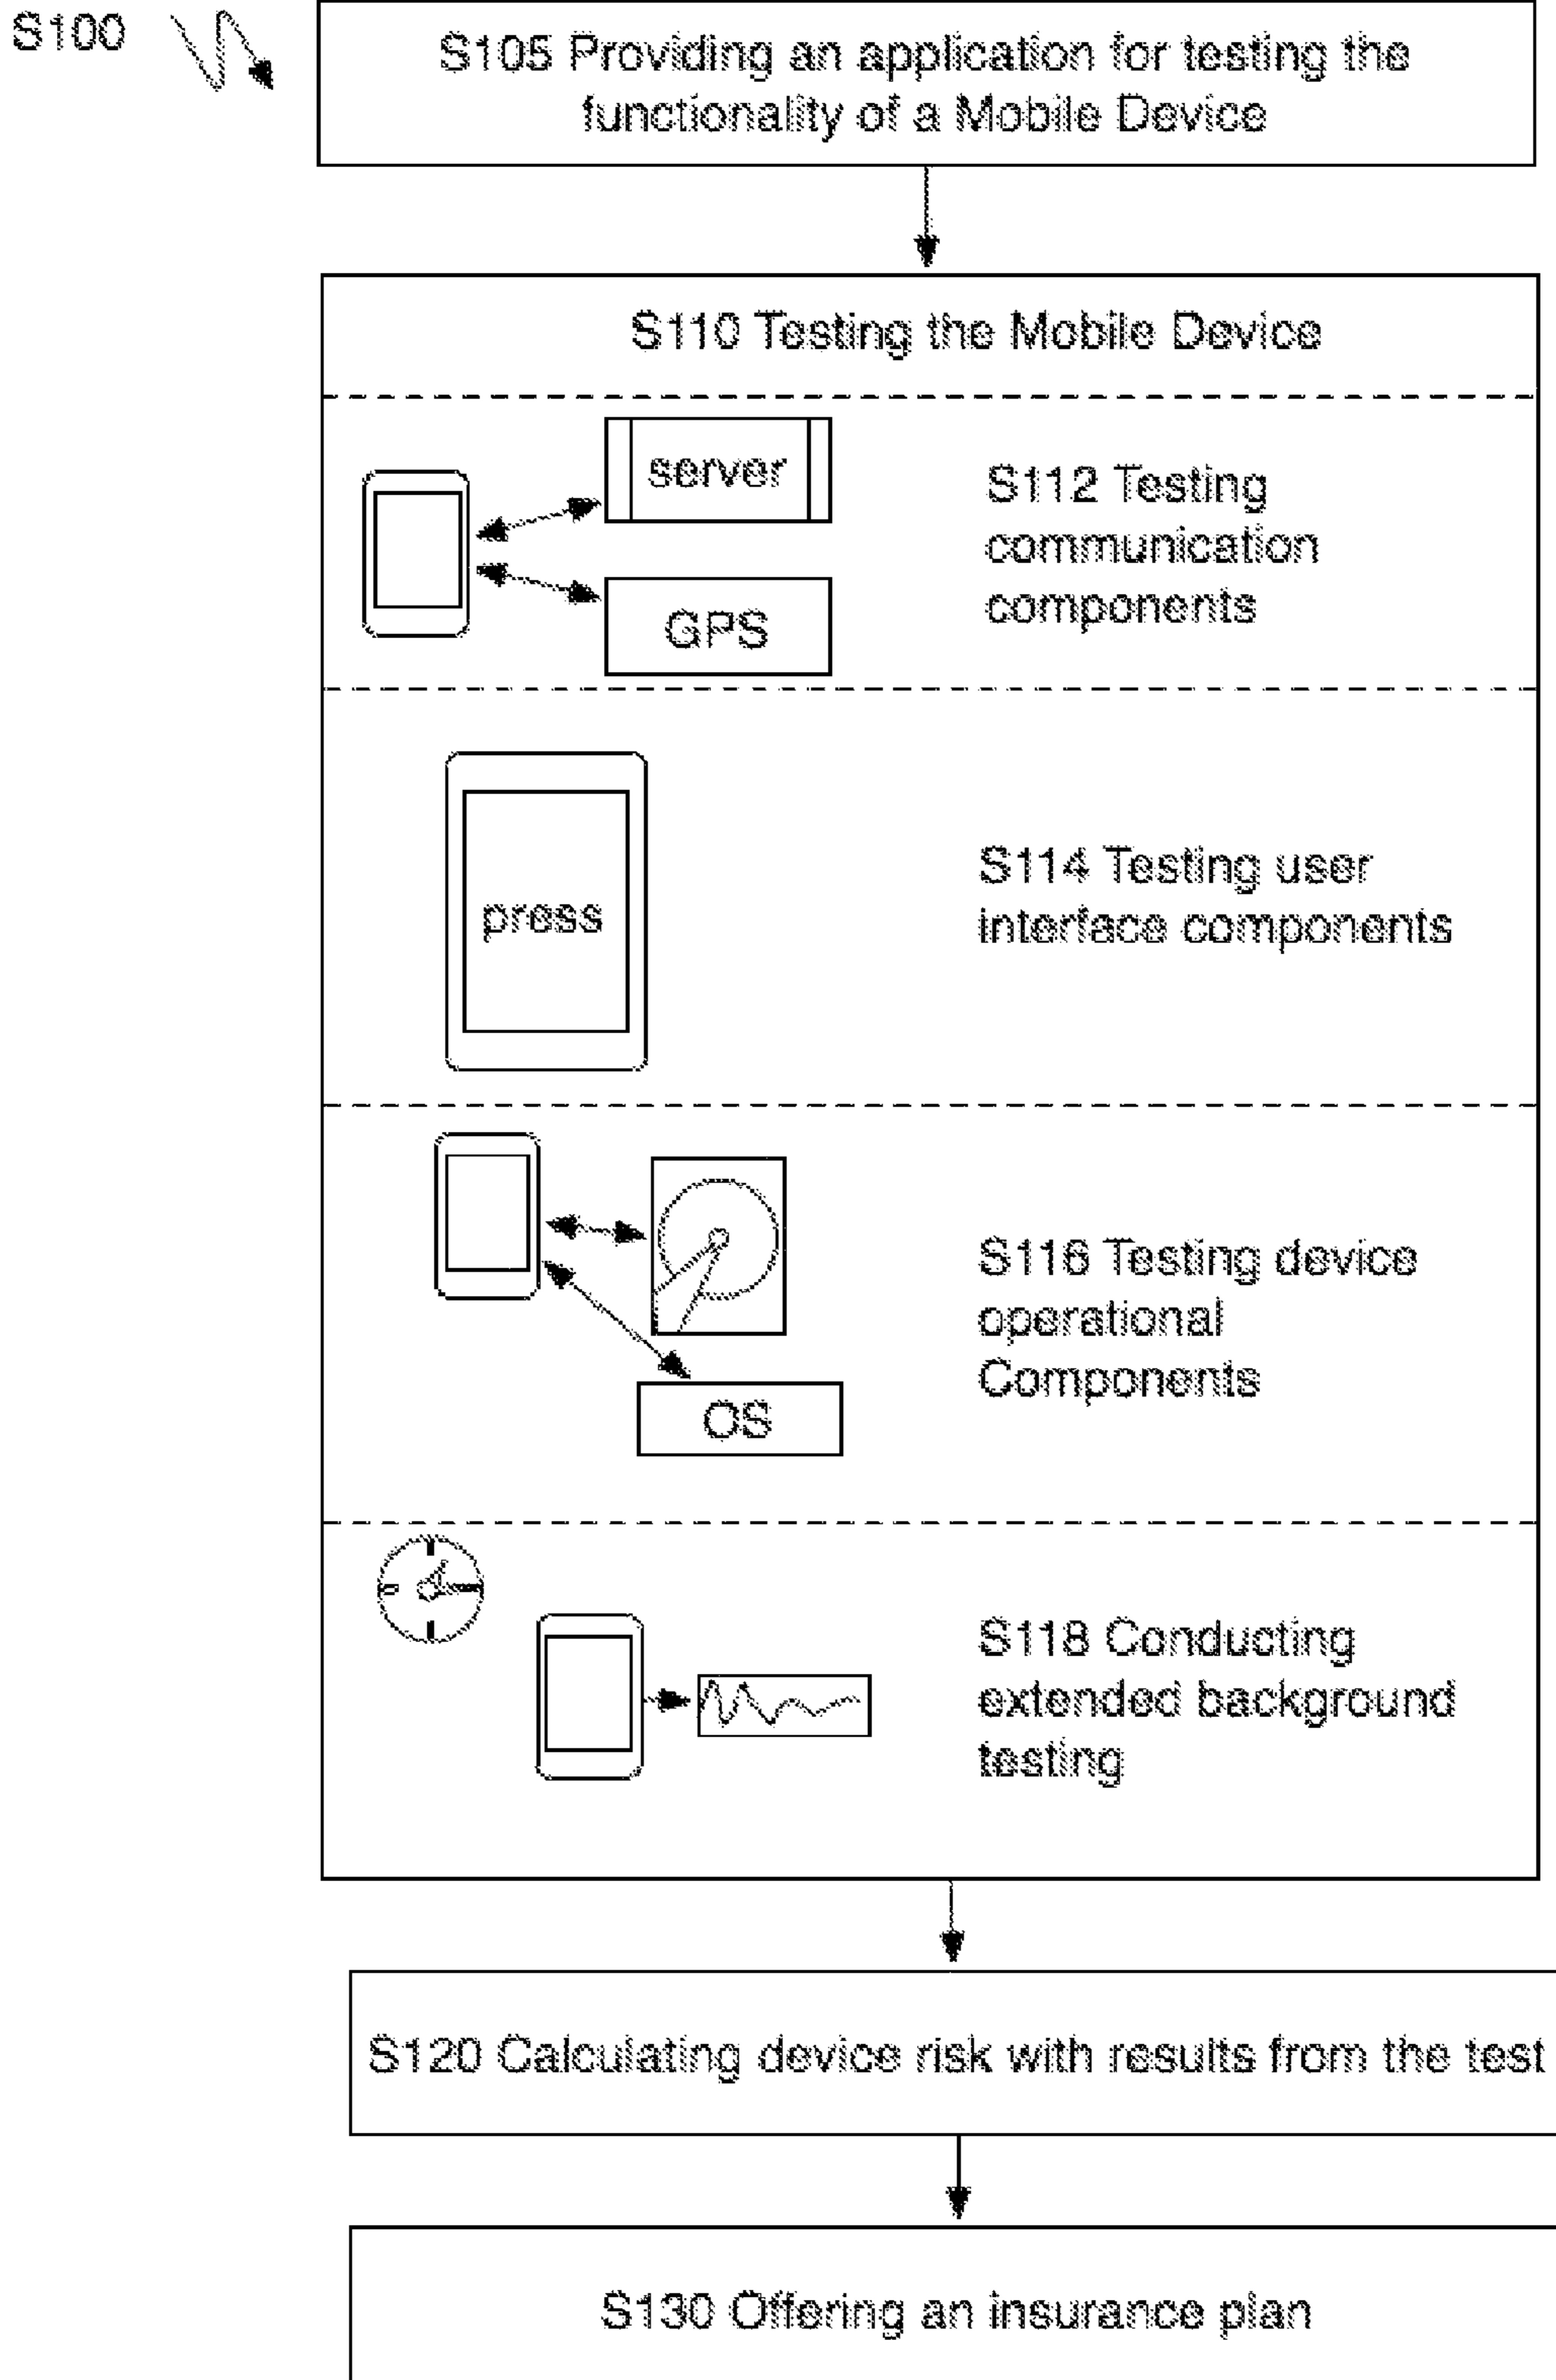 S100
S105 Providing an application for testing the
functionality of a Mobile Device
S110 Testing the Mobile Device
server
GPS
S112 Testing
communication
components
press
S114 Testing user
interface components
OS
S116 Testing device
operational
Components
S118 Conducting
extended background
testing
S120 Calculating device risk with results from the test
S130 Offering an insurance plan